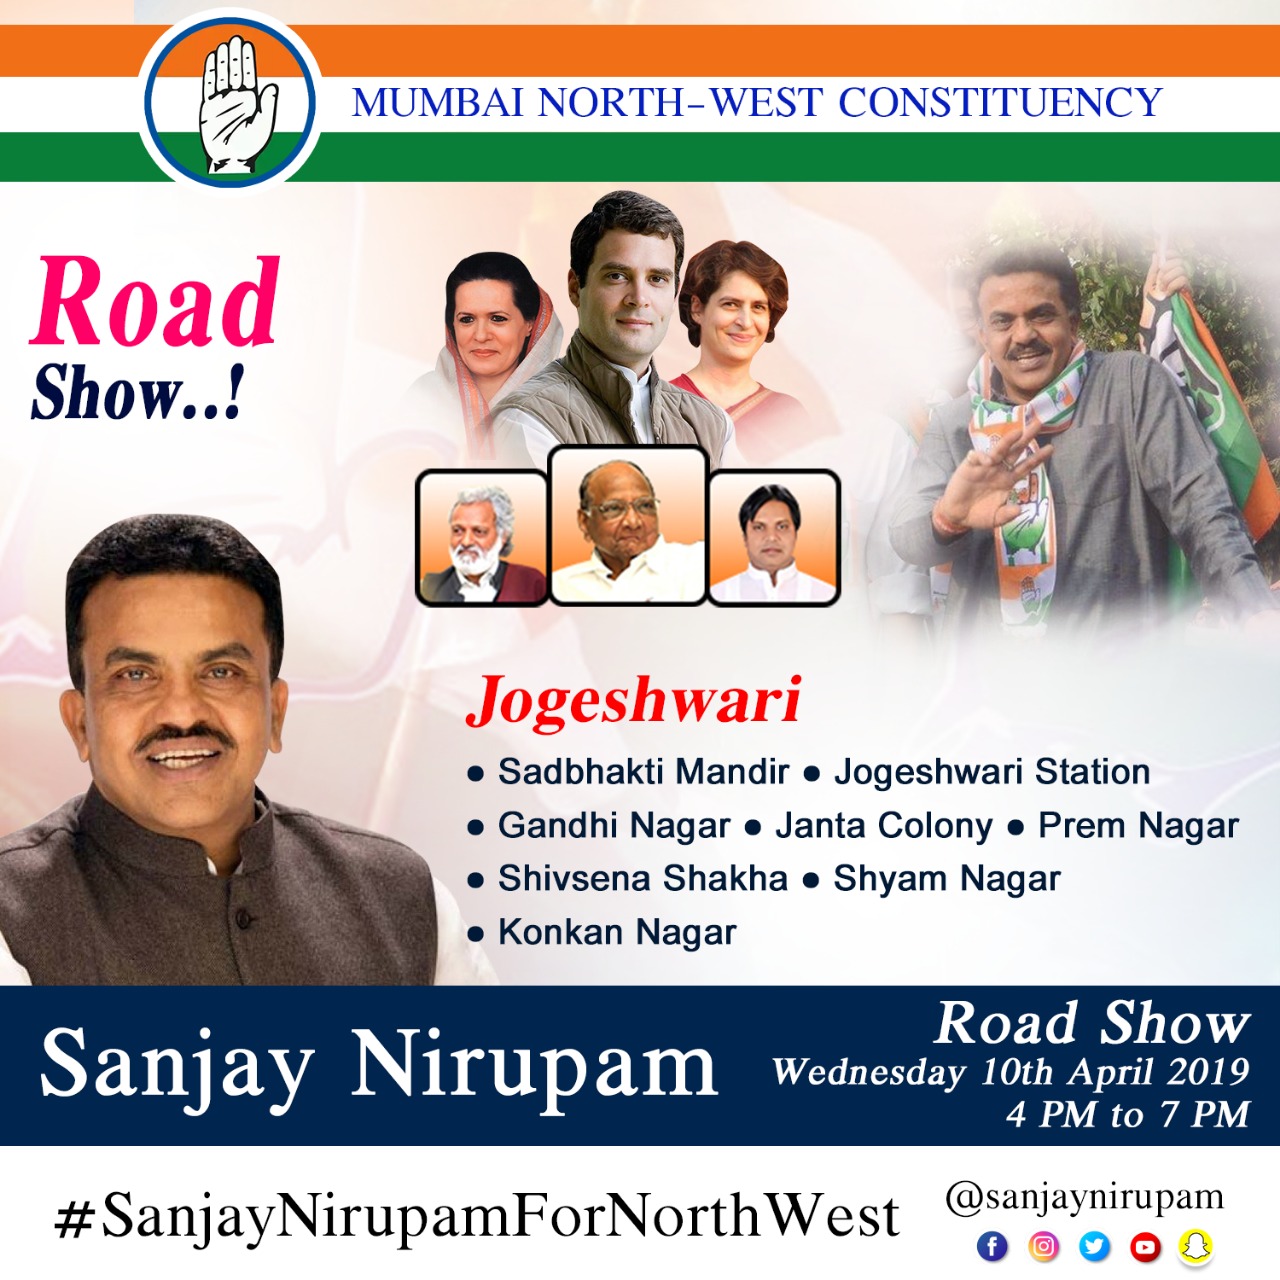 MUMBAI NORTH-WEST CONSTITUENCY
Road
Show..!
Jogeshwari
● Sadbhakti Mandir ● Jogeshwari Station
● Gandhi Nagar ● Janta Colony ● Prem Nagar
● Shivsena Shakha ● Shyam Nagar
● Konkan Nagar
Sanjay Nirupam
Road Show
Wednesday 10th April 2019
4 PM to 7 PM
#SanjayNirupamForNorthWest
@sanjaynirupam